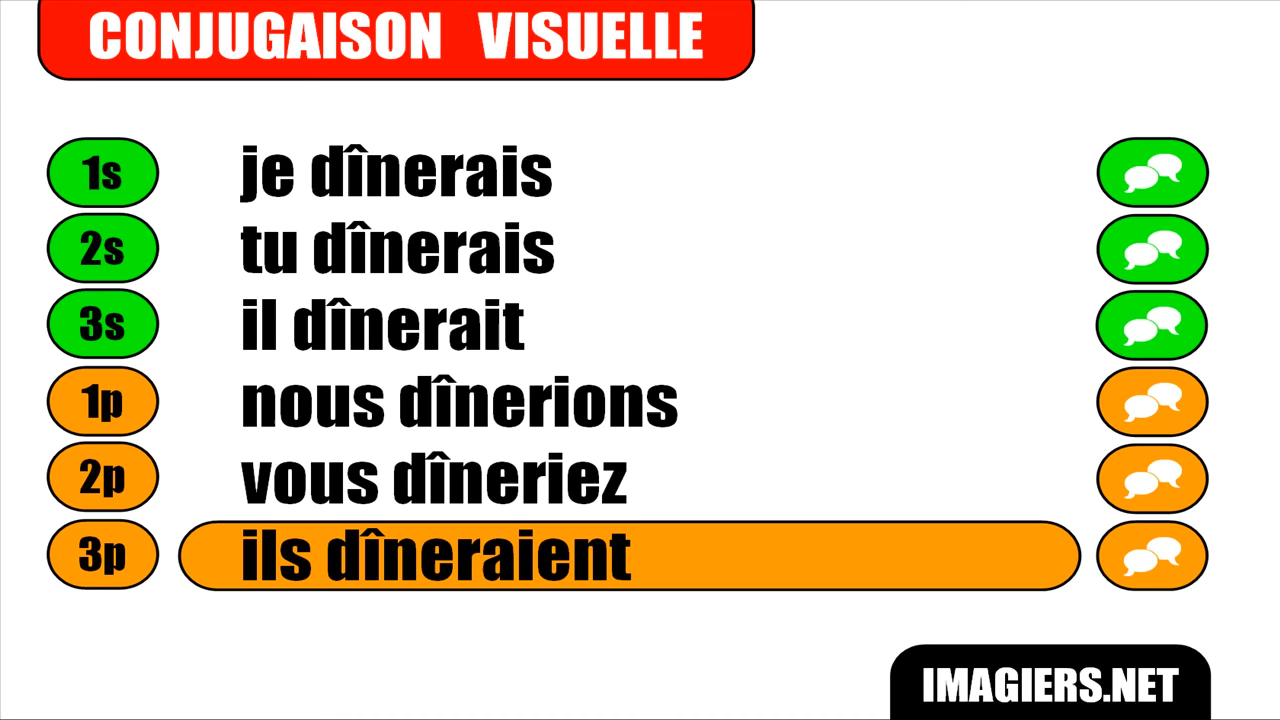 CONJUGAISON VISUELLE
1s je dînerais
2s tu dînerais
3s il dînerait
1p nous dînerions
2p vous dîneriez
3p ils dîneraient
IMAGIERS.NET